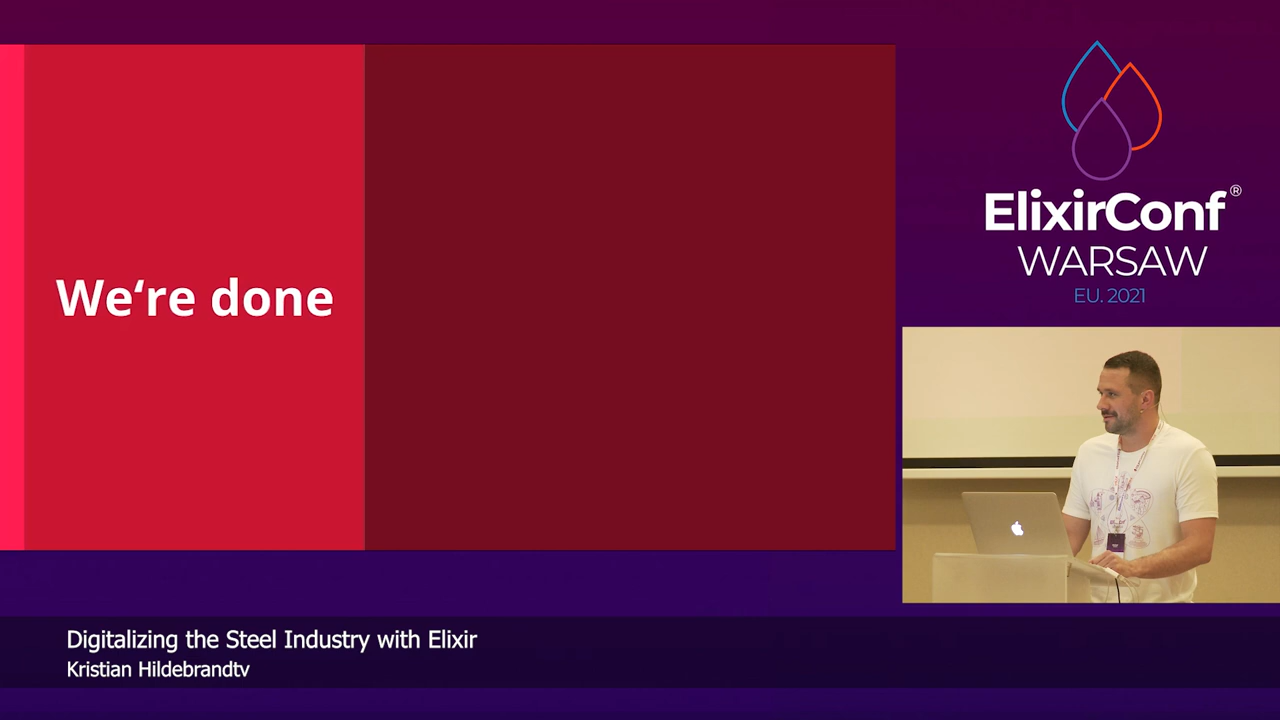 We‘re done
ElixirConf®
WARSAW
EU. 2021
Digitalizing the Steel Industry with Elixir
Kristian Hildebrandtv